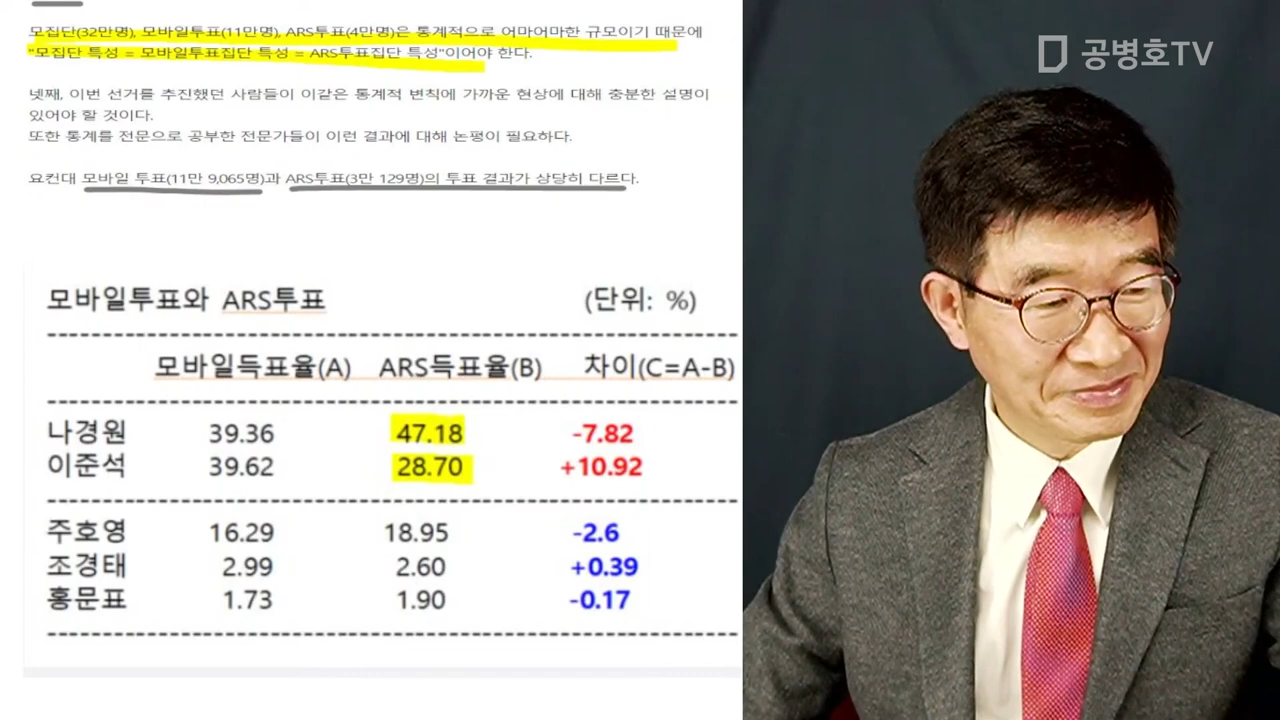 모집단(32만명), 모바일투표(11만명), ARS투표(4만명)은 통계적으로 어마어마한 규모이기 때문에
"모집단 특성 = 모바일투표집단 특성 = ARS투표집단 특성"이어야 한다.
넷째, 이번 선거를 추진했던 사람들이 이같은 통계적 변칙에 가까운 현상에 대해 충분한 설명이
있어야 할 것이다.
또한 통계를 전문으로 공부한 전문가들이 이런 결과에 대해 논평이 필요하다.
요컨대 모바일 투표(11만 9,065명)과 ARS투표(3만 129명)의 투표 결과가 상당히 다르다.
공병호TV
모바일투표와 ARS투표 (단위: %)
모바일득표율(A) ARS득표율(B) 차이(C=A-B)
나경원 39.36 47.18 -7.82
이준석 39.62 28.70 +10.92
주호영 16.29 18.95 -2.6
조경태 2.99 2.60 +0.39
홍문표 1.73 1.90 -0.17